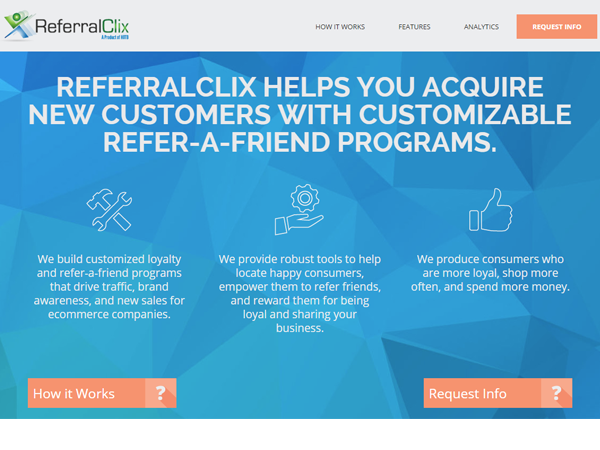 ReferralClix
HOW IT WORKS
FEATURES
ANALYTICS
REQUEST INFO
REFERRALCLIX HELPS YOU ACQUIRE
NEW CUSTOMERS WITH CUSTOMIZABLE
REFER-A-FRIEND PROGRAMS.
We build customized loyalty
and refer-a-friend programs
that drive traffic, brand
awareness, and new sales for
ecommerce companies.
We provide robust tools to help
locate happy consumers,
empower them to refer friends,
and reward them for being
loyal and sharing your
business.
We produce consumers who
are more loyal, shop more
often, and spend more money.
How it Works ?
Request Info ?